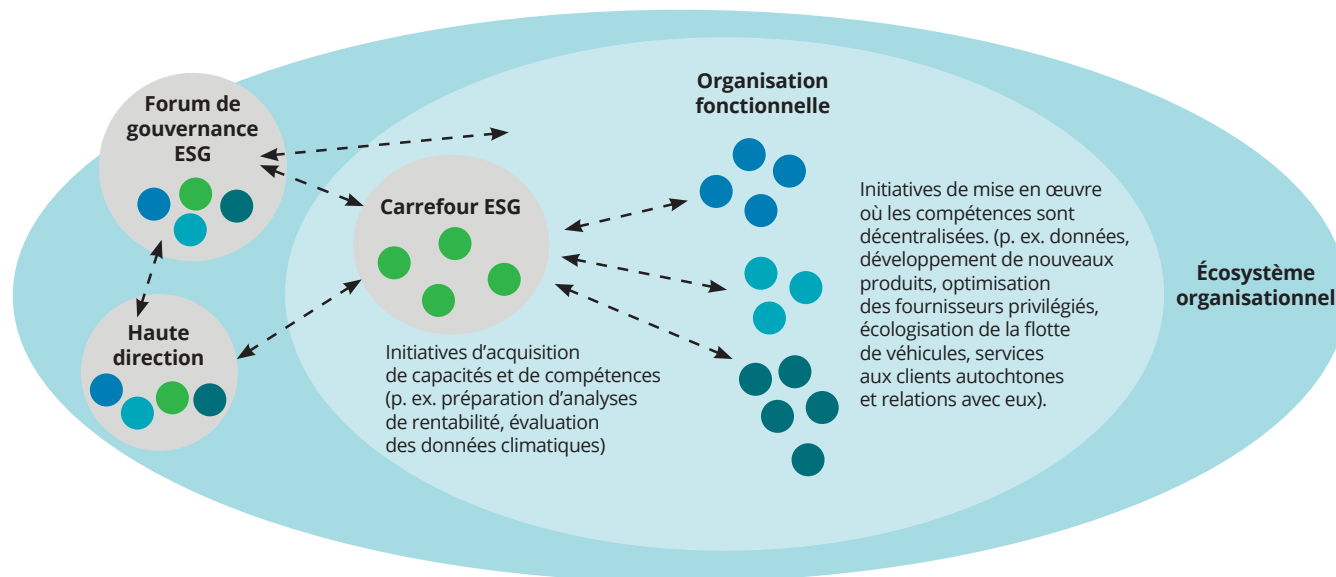 Forum de
gouvernance
ESG
Haute
direction
Carrefour ESG
Initiatives d’acquisition
de capacités et de compétences
(p. ex. préparation d’analyses
de rentabilité, évaluation
des données climatiques)
Organisation
fonctionnelle
Initiatives de mise en œuvre
où les compétences sont
décentralisées. (p. ex. données,
développement de nouveaux
produits, optimisation
des fournisseurs privilégiés,
écologisation de la flotte
de véhicules, services
aux clients autochtones
et relations avec eux).
Écosystème
organisationnel